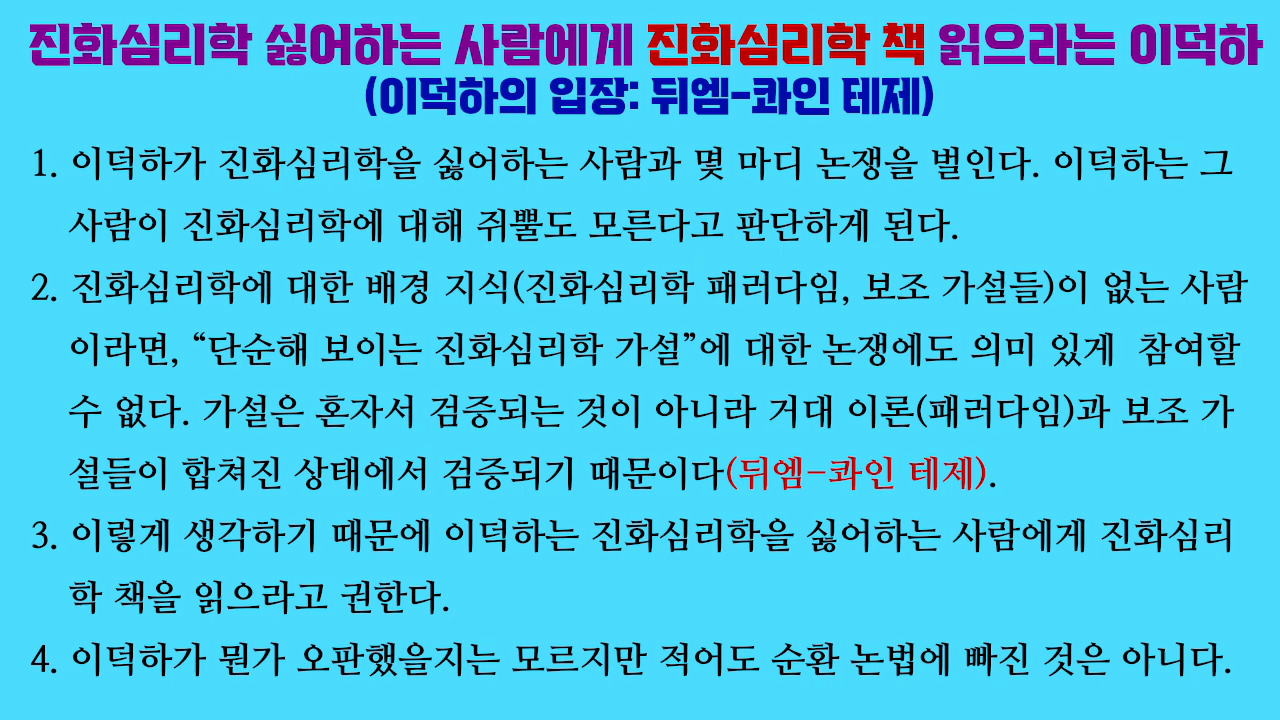 진화심리학 싫어하는 사람에게 진화심리학 책 읽으라는 이덕하
(이덕하의 입장: 뒤엠-콰인 테제)
1. 이덕하가 진화심리학을 싫어하는 사람과 몇 마디 논쟁을 벌인다. 이덕하는 그
사람이 진화심리학에 대해 쥐뿔도 모른다고 판단하게 된다.
2. 진화심리학에 대한 배경 지식(진화심리학 패러다임, 보조 가설들)이 없는 사람
이라면, “단순해 보이는 진화심리학 가설”에 대한 논쟁에도 의미 있게 참여할
수 없다. 가설은 혼자서 검증되는 것이 아니라 거대 이론(패러다임)과 보조 가
설들이 합쳐진 상태에서 검증되기 때문이다(뒤엠-콰인 테제).
3. 이렇게 생각하기 때문에 이덕하는 진화심리학을 싫어하는 사람에게 진화심리
학 책을 읽으라고 권한다.
4. 이덕하가 뭔가 오판했을지는 모르지만 적어도 순환 논법에 빠진 것은 아니다.